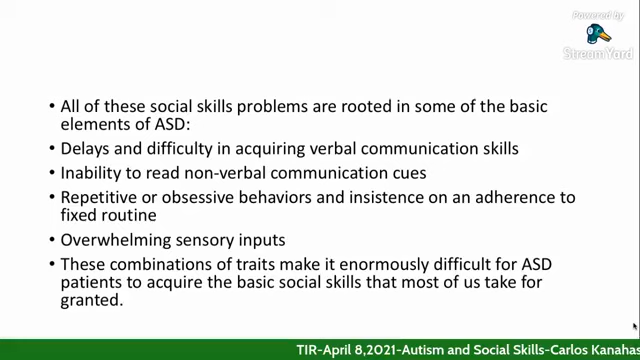 Powered by
StreamYard
• All of these social skills problems are rooted in some of the basic
elements of ASD:
• Delays and difficulty in acquiring verbal communication skills
• Inability to read non-verbal communication cues
• Repetitive or obsessive behaviors and insistence on an adherence to
fixed routine
• Overwhelming sensory inputs
• These combinations of traits make it enormously difficult for ASD
patients to acquire the basic social skills that most of us take for
granted.
TIR-April 8,2021-Autism and Social Skills-Carlos Kanahas